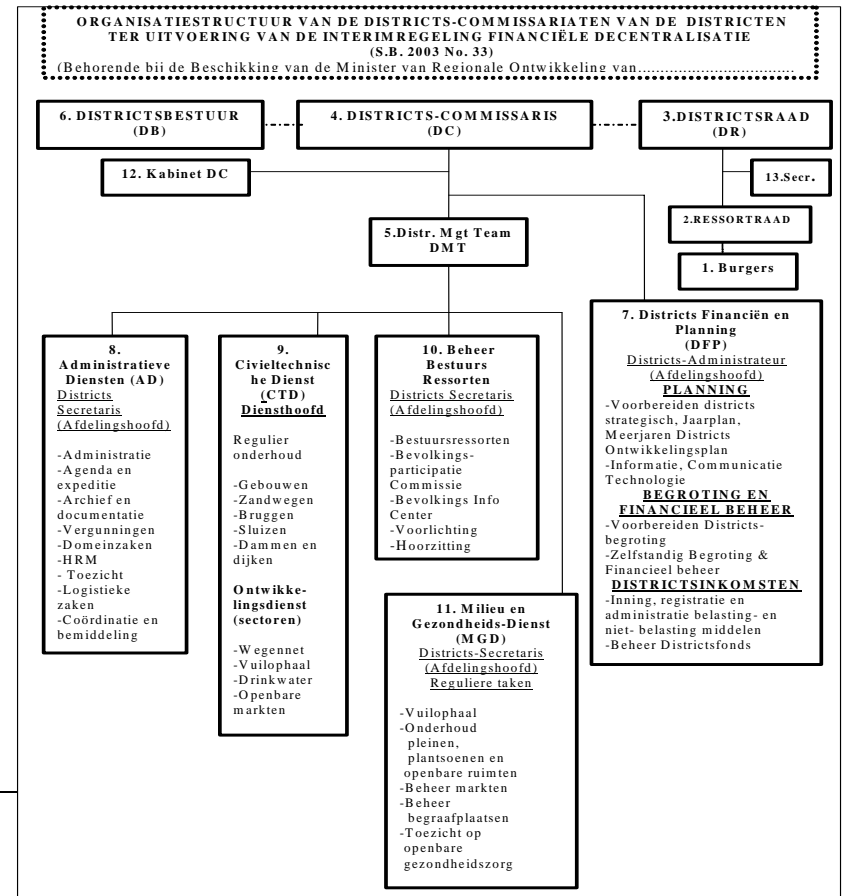 ORGANISATIESTRUCTUUR VAN DE DISTRICTS-COMMISSARIATEN VAN DE DISTRICTEN
TER UITVOERING VAN DE INTERIMREGELING FINANCIËLE DECENTRALISATIE
(S.B. 2003 No. 33)
(Behorende bij de Beschikking van de Minister van Regionale Ontwikkeling van..................................
6. DISTRICTSBESTUUR
(DB)
4. DISTRICTS-COMMISSARIS
(DC)
3.DISTRICTSRAAD
(DR)
12. Kabinet DC
13.Secr.
2.RESSORTRAAD
5.Distr. Mgt Team
DMT
1. Burgers
8.
Administratieve
Diensten (AD)
Districts
Secretaris
(Afdelingshoofd)
-Administratie
-Agenda en
expeditie
-Archief en
documentatie
-Vergunningen
-Domeinzaken
-HRM
- Toezicht
-Logistieke
zaken
-Coördinatie en
bemiddeling
9.
Civieltechnisc
he Dienst
(CTD)
Diensthoofd
Regulier
onderhoud
-Gebouwen
-Zandwegen
-Bruggen
-Sluizen
-Dammen en
dijken
Ontwikke-
lingsdienst
(sectoren)
-Wegennet
-Vuilophaal
-Drinkwater
-Openbare
markten
10. Beheer
Bestuurs
Ressorten
Districts Secretaris
(Afdelingshoofd)
-Bestuursressorten
-Bevolkings-
participatie
Commissie
-Bevolkings Info
Center
-Voorlichting
-Hoorzitting
11. Milieu en
Gezondheids-Dienst
(MGD)
Districts-Secretaris
(Afdelingshoofd)
Reguliere taken
-Vuilophaal
-Onderhoud
pleinen,
plantsoenen en
openbare ruimten
-Beheer markten
-Beheer
begraafplaatsen
-Toezicht op
openbare
gezondheidszorg
7. Districts Financiën en
Planning
(DFP)
Districts-Administrateur
(Afdelingshoofd)
PLANNING
-Voorbereiden districts
strategisch, Jaarplan,
Meerjaren Districts
Ontwikkelingsplan
-Informatie, Communicatie
Technologie
BEGROTING EN
FINANCIEEL BEHEER
-Voorbereiden Districts-
begroting
-Zelfstandig Begroting &
Financieel beheer
DISTRICTSINKOMSTEN
-Inning, registratie en
administratie belasting- en
niet- belasting middelen
-Beheer Districtsfonds